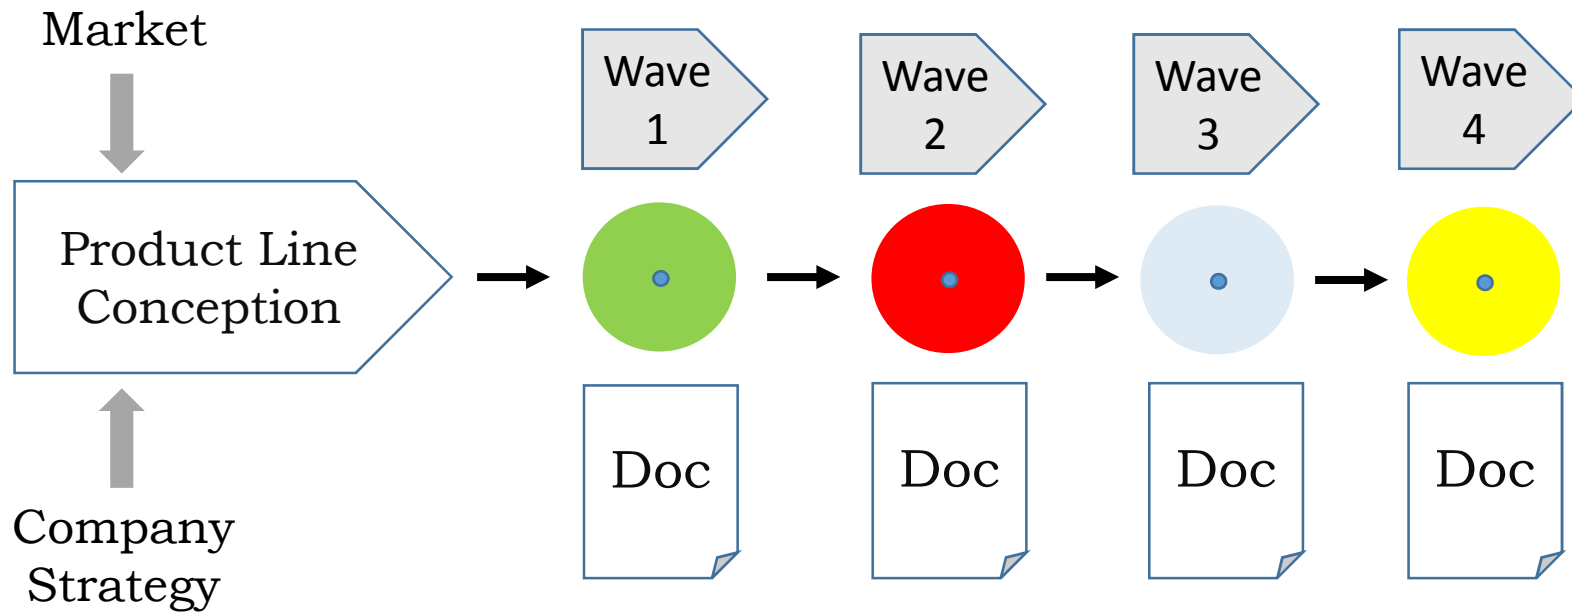 Market
Wave
1
Wave
2
Wave
3
Wave
4
Product Line
Conception
Doc
Doc
Doc
Doc
Company
Strategy